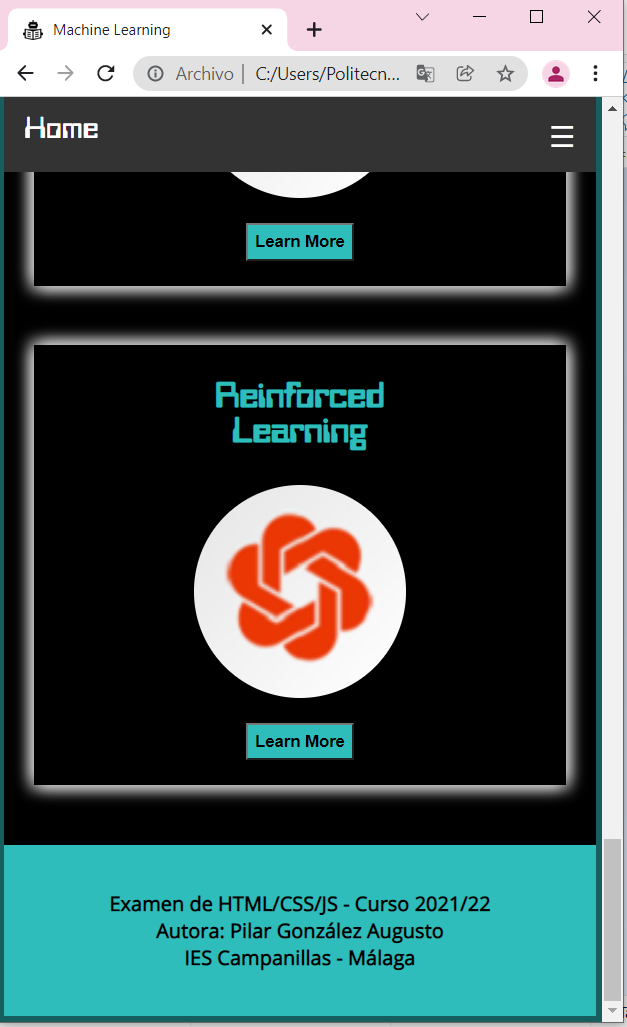 Machine Learning
Archivo | C:/Users/Politecn...
Home
Learn More
Reinforced
Learning
Learn More
Examen de HTML/CSS/JS - Curso 2021/22
Autora: Pilar González Augusto
IES Campanillas - Málaga